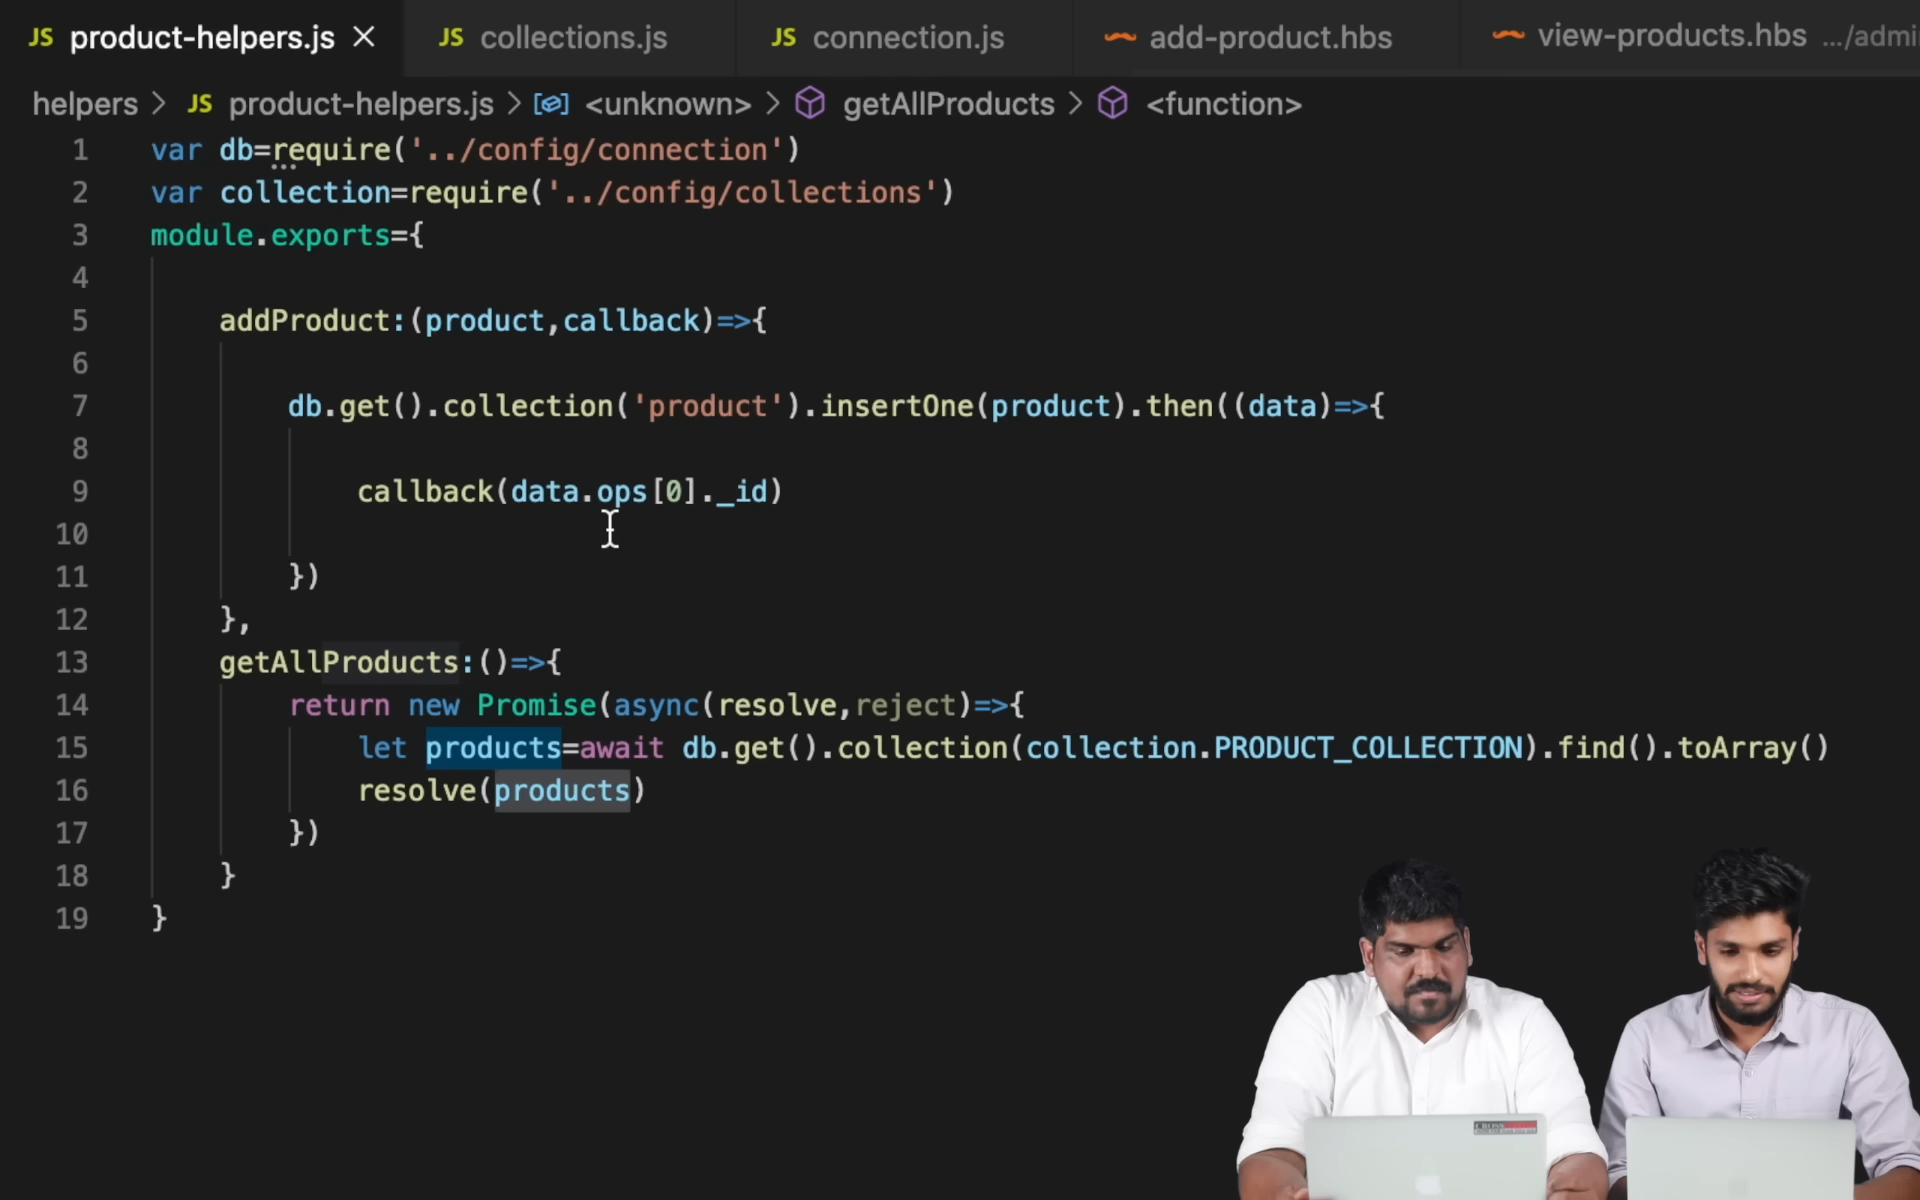 JS product-helpers.js JS collections.js JS connection.js add-product.hbs view-products.hbs .../admi
helpers > JS product-helpers.js > <unknown> > getAllProducts > <function>
1 var db=require('../config/connection')
2 var collection=require('../config/collections')
3 module.exports={
4
5 addProduct:(product,callback)=>{
6
7 db.get().collection('product').insertOne(product).then((data)=>{
8
9 callback(data.ops[0]._id)
10
11 })
12 },
13 getAllProducts:()=>{
14 return new Promise(async(resolve,reject)=>{
15 let products=await db.get().collection(collection.PRODUCT_COLLECTION).find().toArray()
16 resolve(products)
17 })
18 }
19 }